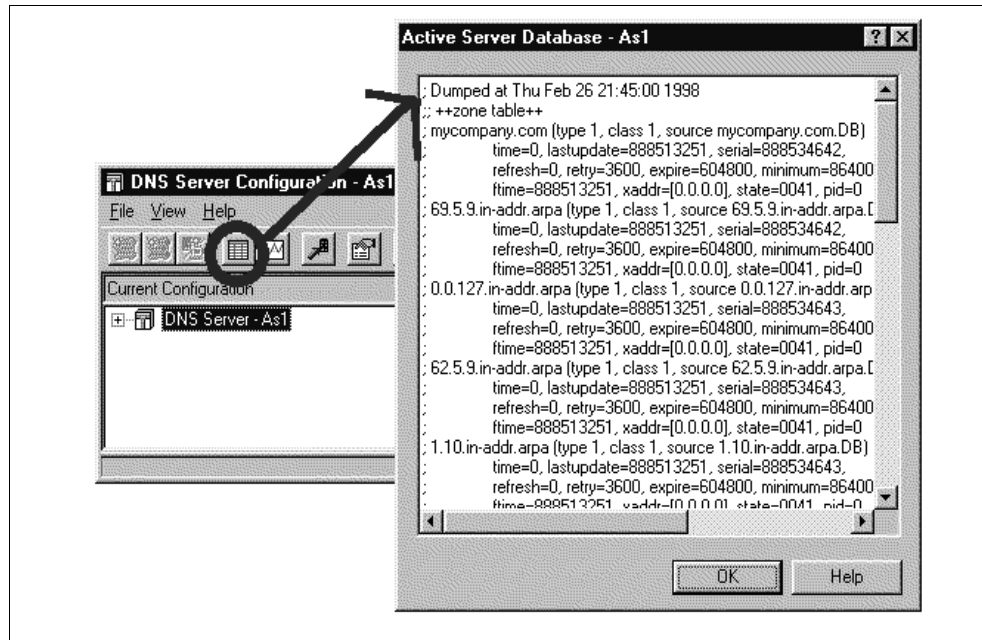 Active Server Database - As1
; Dumped at Thu Feb 26 21:45:00 1998
;; ++zone table++
; mycompany.com (type 1, class 1, source mycompany.com.DB)
; time=0, lastupdate=888513251, serial=888534642,
; refresh=0, retry=3600, expire=604800, minimum=86400
; ftime=888513251, xaddr=[0.0.0.0], state=0041, pid=0
; 69.5.9.in-addr.arpa (type 1, class 1, source 69.5.9.in-addr.arpa.D
; time=0, lastupdate=888513251, serial=888534642,
; refresh=0, retry=3600, expire=604800, minimum=86400
; ftime=888513251, xaddr=[0.0.0.0], state=0041, pid=0
; 0.0.127.in-addr.arpa (type 1, class 1, source 0.0.127.in-addr.arp
; time=0, lastupdate=888513251, serial=888534643,
; refresh=0, retry=3600, expire=604800, minimum=86400
; ftime=888513251, xaddr=[0.0.0.0], state=0041, pid=0
; 62.5.9.in-addr.arpa (type 1, class 1, source 62.5.9.in-addr.arpa.D
; time=0, lastupdate=888513251, serial=888534643,
; refresh=0, retry=3600, expire=604800, minimum=86400
; ftime=888513251, xaddr=[0.0.0.0], state=0041, pid=0
; 1.10.in-addr.arpa (type 1, class 1, source 1.10.in-addr.arpa.DB)
; time=0, lastupdate=888513251, serial=888534643,
; refresh=0, retry=3600, expire=604800, minimum=86400
; ftime=888513251, xaddr=[0.0.0.0], state=0041, pid=0
OK Help
DNS Server Configuration - As1
File View Help
Current Configuration
DNS Server - As1